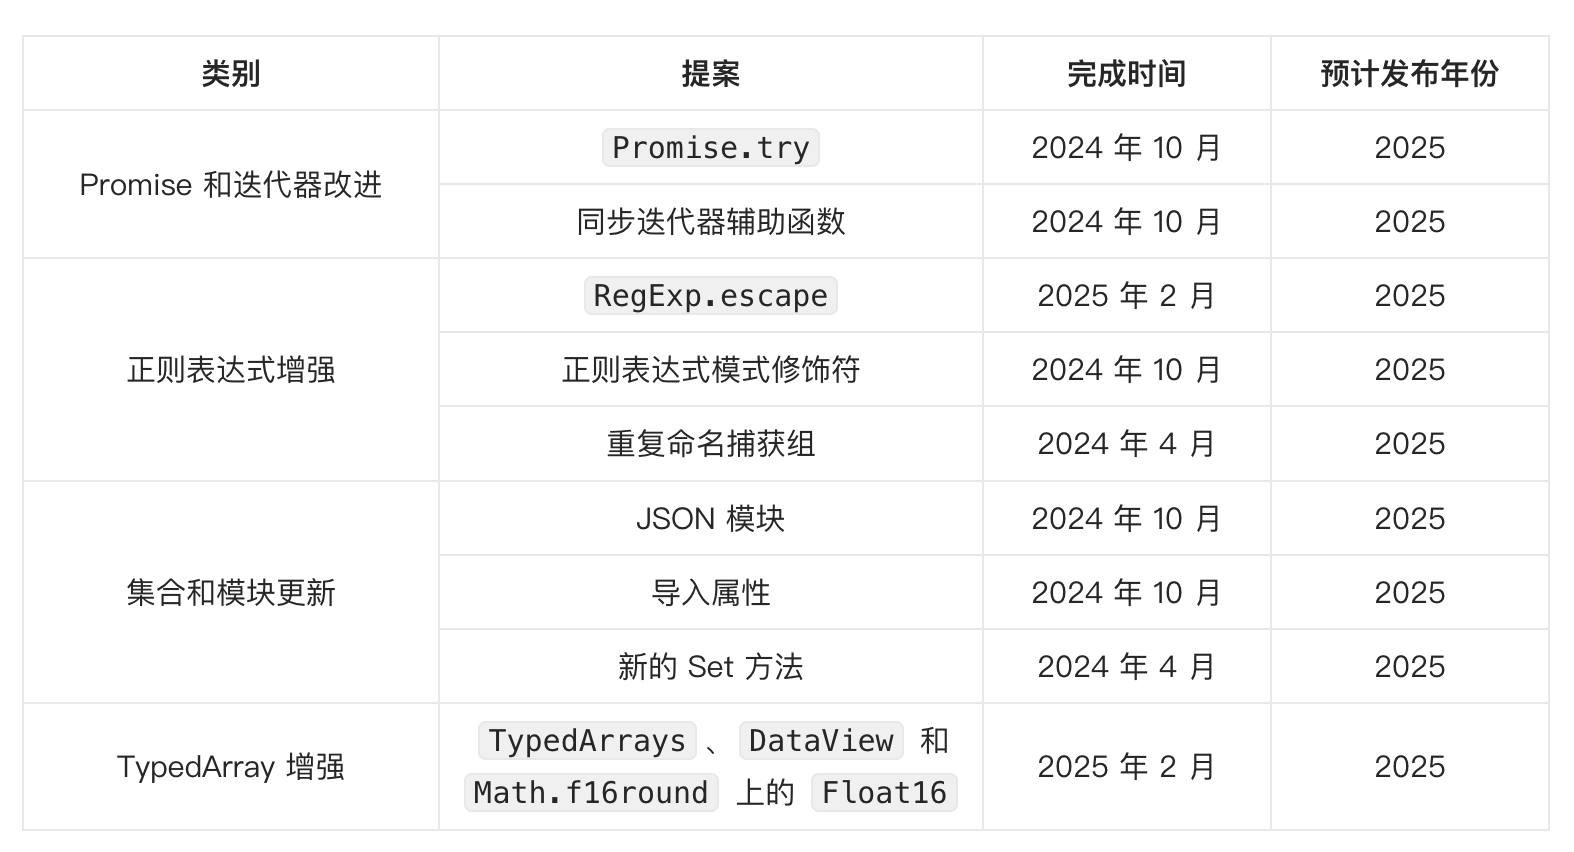 类别 提案 完成时间 预计发布年份
Promise 和迭代器改进 Promise.try 2024 年 10 月 2025
同步迭代器辅助函数 2024 年 10 月 2025
正则表达式增强 RegExp.escape 2025 年 2 月 2025
正则表达式模式修饰符 2024 年 10 月 2025
重复命名捕获组 2024 年 4 月 2025
集合和模块更新 JSON 模块 2024 年 10 月 2025
导入属性 2024 年 10 月 2025
新的 Set 方法 2024 年 4 月 2025
TypedArray 增强 TypedArrays 、 DataView 和
Math.f16round 上的 Float16 2025 年 2 月 2025